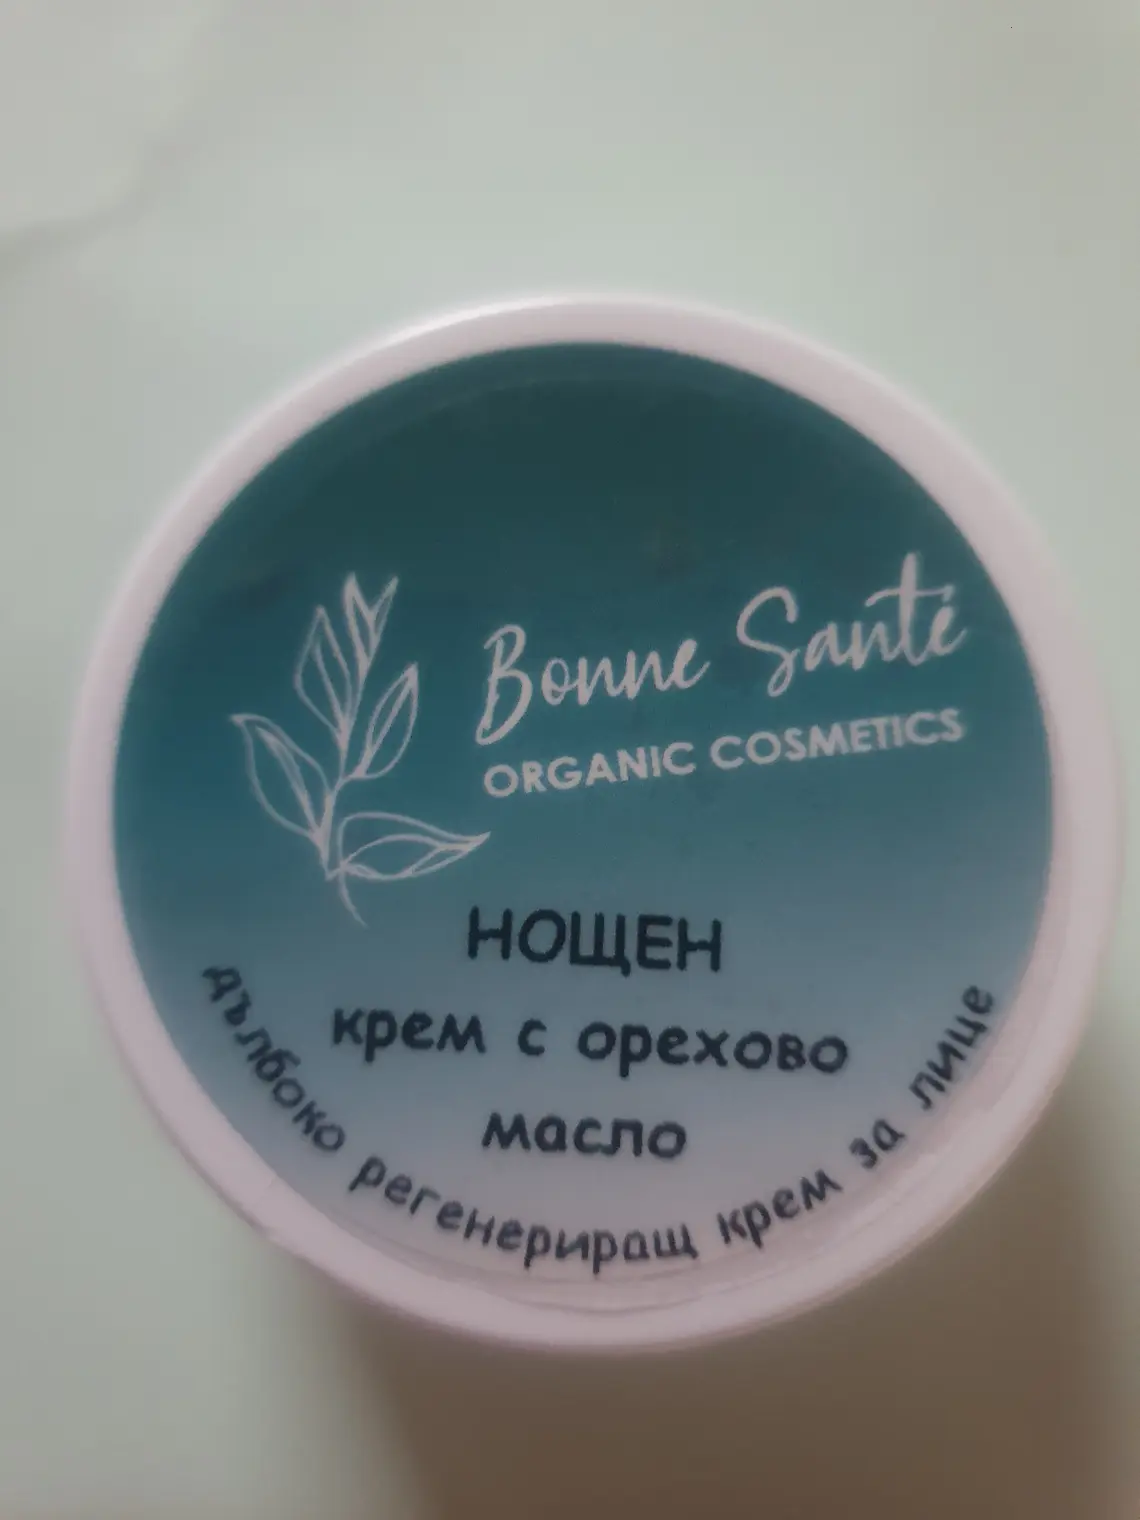 Bonne Santé
ORGANIC COSMETICS
НОЩЕН
крем с орехово
масло
дълбоко регенериращ крем за лице